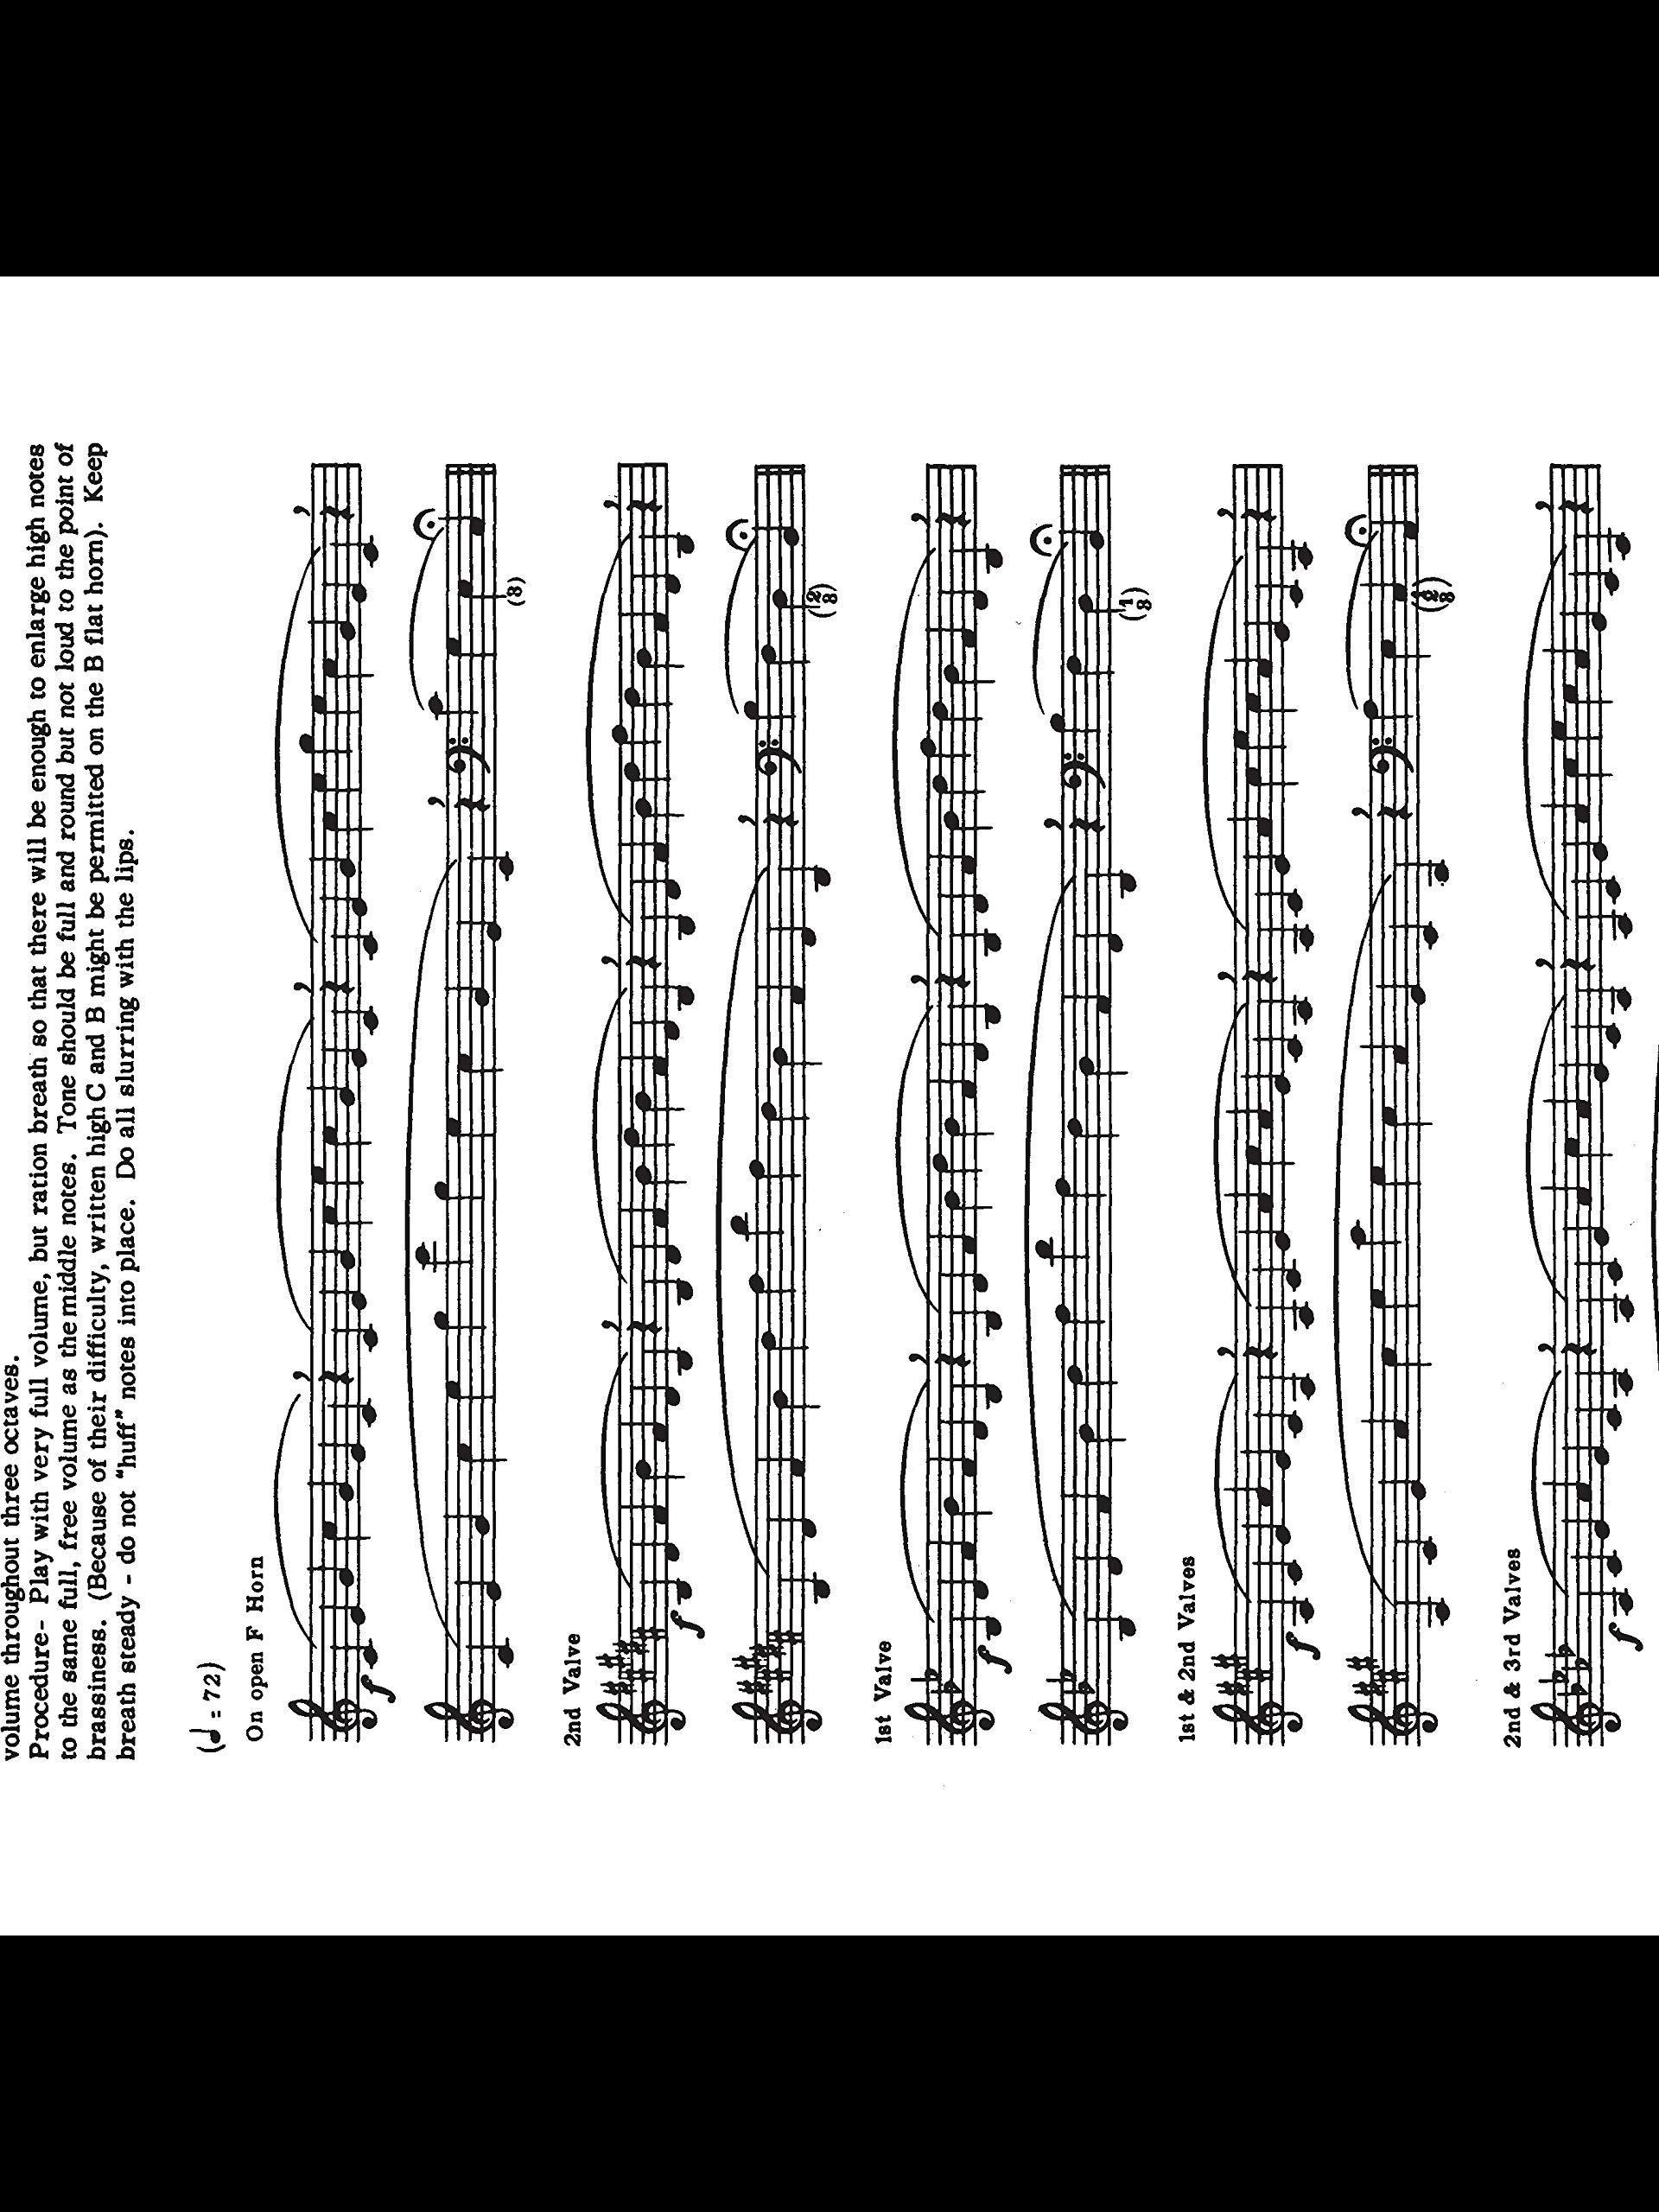 volume throughout three octaves.
Procedure- Play with very full volume, but ration breath so that there will be enough to enlarge high notes
to the same full, free volume as the middle notes. Tone should be full and round but not loud to the point of
brassiness. (Because of their difficulty, written high C and B might be permitted on the B flat horn). Keep
breath steady - do not "huff" notes into place. Do all slurring with the lips.
(𝅗𝅥 = 72)
On open F Horn
f
(8)
2nd Valve
f
(2/8)
1st Valve
f
(1/8)
1st & 2nd Valves
f
2nd & 3rd Valves
f